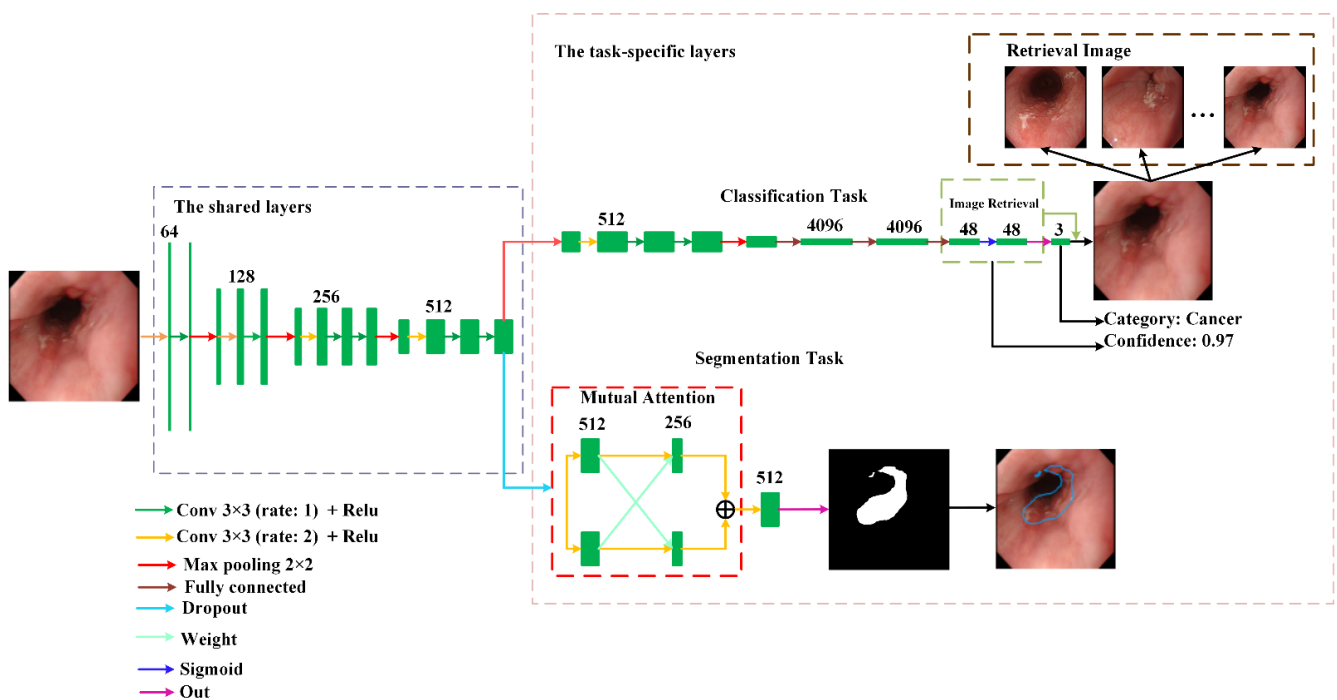 The task-specific layers
Retrieval Image
...
The shared layers
64
128
256
512
Classification Task
512
4096
4096
Image Retrieval
48
48
3
Category: Cancer
Confidence: 0.97
Segmentation Task
Mutual Attention
512
256
512
Conv 3×3 (rate: 1) + Relu
Conv 3×3 (rate: 2) + Relu
Max pooling 2×2
Fully connected
Dropout
Weight
Sigmoid
Out